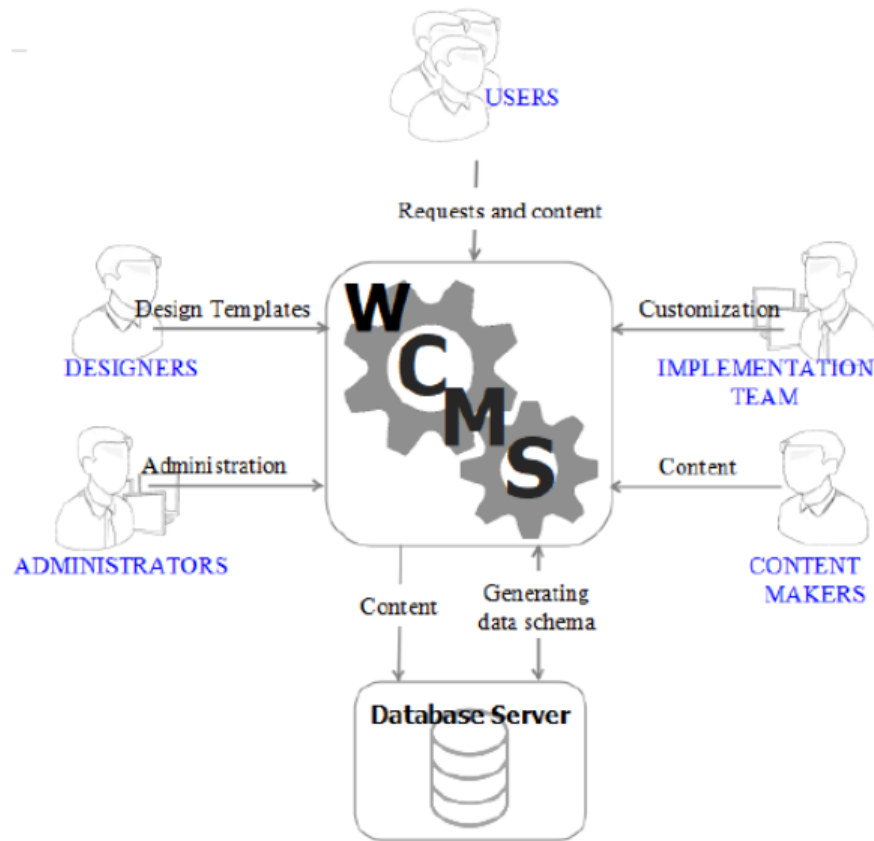 USERS
Requests and content
Design Templates
DESIGNERS
W
C
M
S
Customization
IMPLEMENTATION
TEAM
Administration
ADMINISTRATORS
Content
CONTENT
MAKERS
Content
Generating
data schema
Database Server